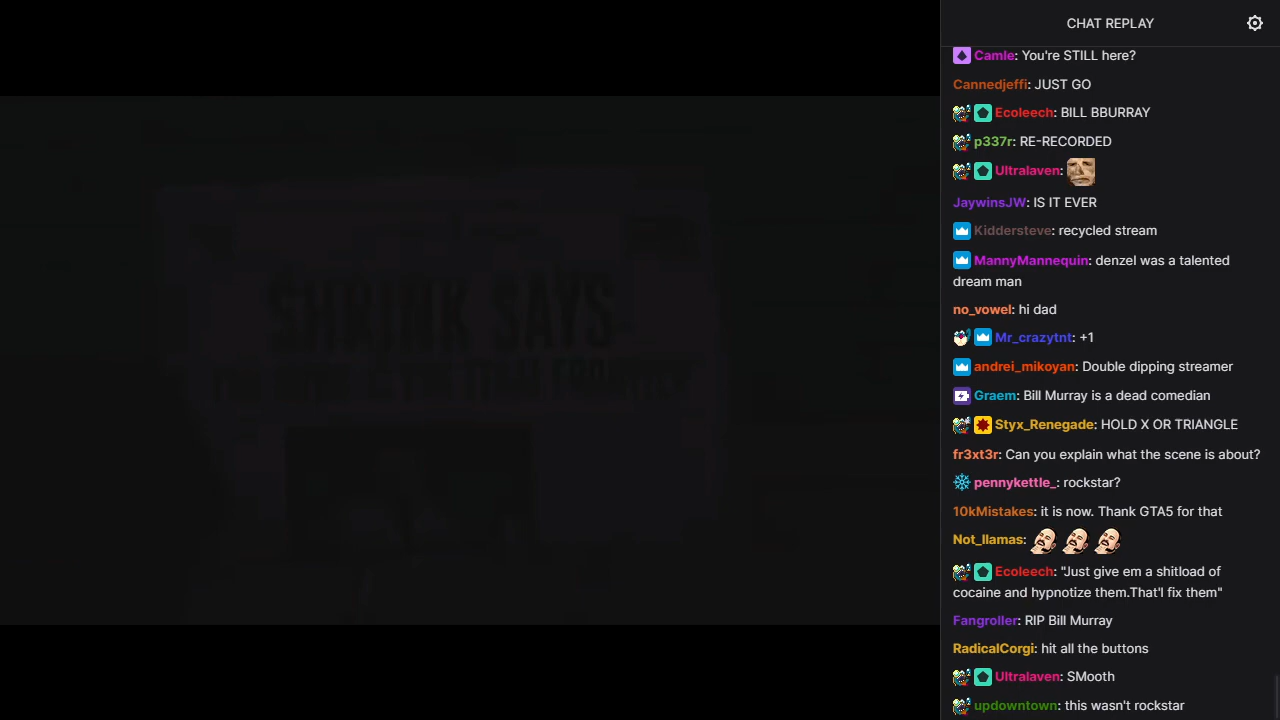 CHAT REPLAY
Camle: You're STILL here?
Cannedjeffi: JUST GO
Ecoleech: BILL BBURRAY
p337r: RE-RECORDED
Ultralaven:
JaywinsJW: IS IT EVER
Kiddersteve: recycled stream
MannyMannequin: denzel was a talented
dream man
no_vowel: hi dad
Mr_crazytnt: +1
andrei_mikoyan: Double dipping streamer
Graem: Bill Murray is a dead comedian
Styx_Renegade: HOLD X OR TRIANGLE
fr3xt3r: Can you explain what the scene is about?
pennykettle_: rockstar?
10kMistakes: it is now. Thank GTA5 for that
Not_llamas:
Ecoleech: "Just give em a shitload of
cocaine and hypnotize them.That'l fix them"
Fangroller: RIP Bill Murray
RadicalCorgi: hit all the buttons
Ultralaven: SMooth
updowntown: this wasn't rockstar
SHRINK SAYS